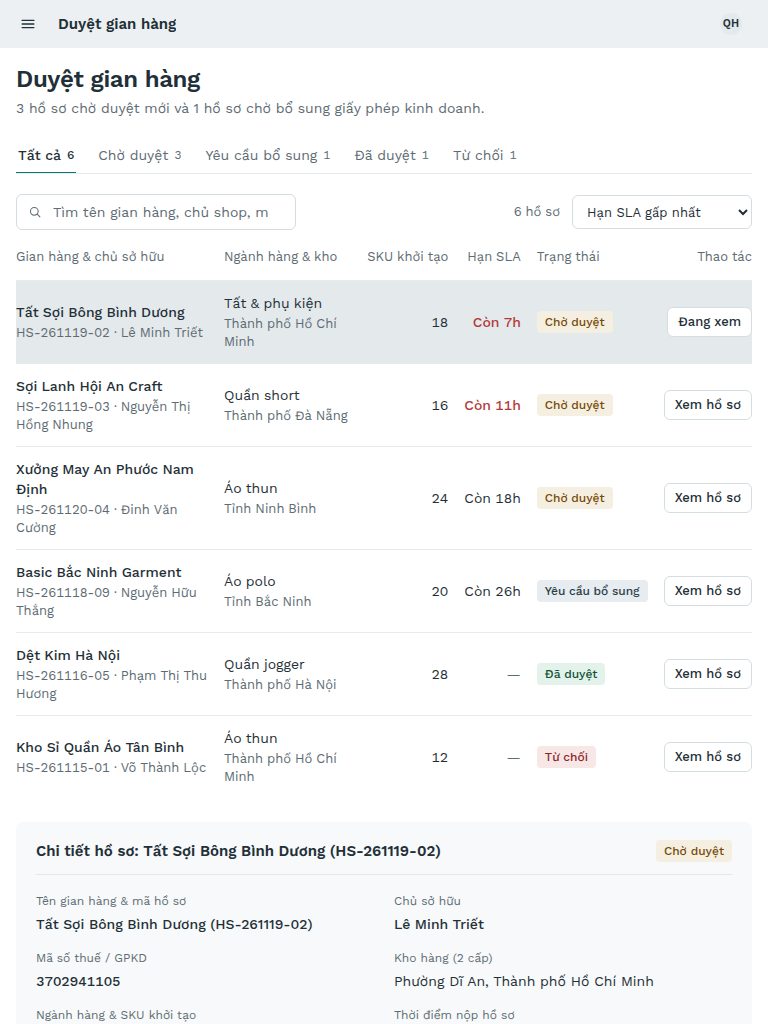 Duyệt gian hàng
QH
Duyệt gian hàng
3 hồ sơ chờ duyệt mới và 1 hồ sơ chờ bổ sung giấy phép kinh doanh.
Tất cả 6 Chờ duyệt 3 Yêu cầu bổ sung 1 Đã duyệt 1 Từ chối 1
Tìm tên gian hàng, chủ shop, m
6 hồ sơ
Hạn SLA gấp nhất
Gian hàng & chủ sở hữu Ngành hàng & kho SKU khởi tạo Hạn SLA Trạng thái Thao tác
Tất Sợi Bông Bình Dương
HS-261119-02 · Lê Minh Triết
Tất & phụ kiện
Thành phố Hồ Chí
Minh
18
Còn 7h
Chờ duyệt
Đang xem
Sợi Lanh Hội An Craft
HS-261119-03 · Nguyễn Thị
Hồng Nhung
Quần short
Thành phố Đà Nẵng
16
Còn 11h
Chờ duyệt
Xem hồ sơ
Xưởng May An Phước Nam
Định
HS-261120-04 · Đinh Văn
Cường
Áo thun
Tỉnh Ninh Bình
24
Còn 18h
Chờ duyệt
Xem hồ sơ
Basic Bắc Ninh Garment
HS-261118-09 · Nguyễn Hữu
Thắng
Áo polo
Tỉnh Bắc Ninh
20
Còn 26h
Yêu cầu bổ sung
Xem hồ sơ
Dệt Kim Hà Nội
HS-261116-05 · Phạm Thị Thu
Hương
Quần jogger
Thành phố Hà Nội
28
—
Đã duyệt
Xem hồ sơ
Kho Sỉ Quần Áo Tân Bình
HS-261115-01 · Võ Thành Lộc
Áo thun
Thành phố Hồ Chí
Minh
12
—
Từ chối
Xem hồ sơ
Chi tiết hồ sơ: Tất Sợi Bông Bình Dương (HS-261119-02)
Chờ duyệt
Tên gian hàng & mã hồ sơ
Tất Sợi Bông Bình Dương (HS-261119-02)
Chủ sở hữu
Lê Minh Triết
Mã số thuế / GPKD
3702941105
Kho hàng (2 cấp)
Phường Dĩ An, Thành phố Hồ Chí Minh
Ngành hàng & SKU khởi tạo
Thời điểm nộp hồ sơ